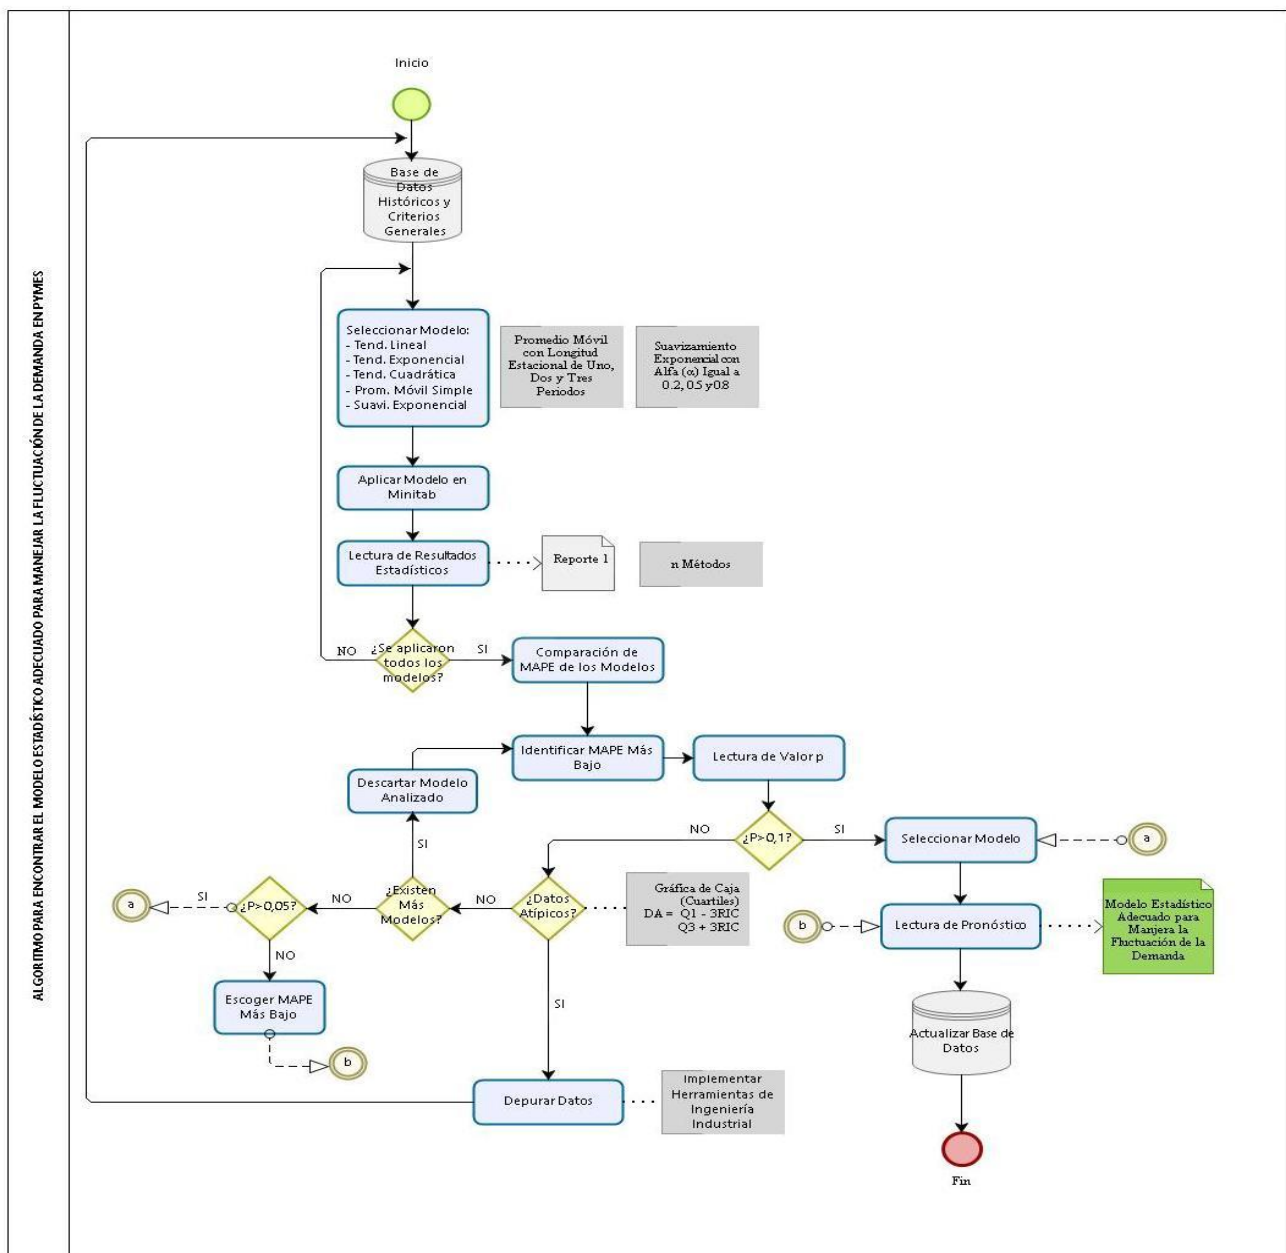 ALGORITMO PARA ENCONTRAR EL MODELO ESTADÍSTICO ADECUADO PARA MANEJAR LA FLUCTUACIÓN DE LA DEMANDA EN PYMES
Inicio
Base de
Datos
Históricos y
Criterios
Generales
Seleccionar Modelo:
- Tend. Lineal
- Tend. Exponencial
- Tend. Cuadrática
- Prom. Móvil Simple
- Suavi. Exponencial
Promedio Móvil
con Longitud
Estacional de Uno,
Dos y Tres
Periodos
Suavizamiento
Exponencial con
Alfa (α) Igual a
0.2, 0.5 y 0.8
Aplicar Modelo en
Minitab
Lectura de Resultados
Estadísticos
Reporte 1
n Métodos
¿Se aplicaron
todos los
modelos?
NO
SI
Comparación de
MAPE de los Modelos
Identificar MAPE Más
Bajo
Lectura de Valor p
Descartar Modelo
Analizado
¿P>0,1?
NO
SI
Seleccionar Modelo
a
SI
¿Existen
Más
Modelos?
NO
NO
¿Datos
Atípicos?
Gráfica de Caja
(Cuartiles)
DA = Q1 - 3RIC
Q3 + 3RIC
a
SI
¿P>0,05?
NO
b
Lectura de Pronóstico
Modelo Estadístico
Adecuado para
Manjera la
Fluctuación de la
Demanda
Escoger MAPE
Más Bajo
b
SI
Actualizar Base de
Datos
Depurar Datos
Implementar
Herramientas de
Ingeniería
Industrial
Fin